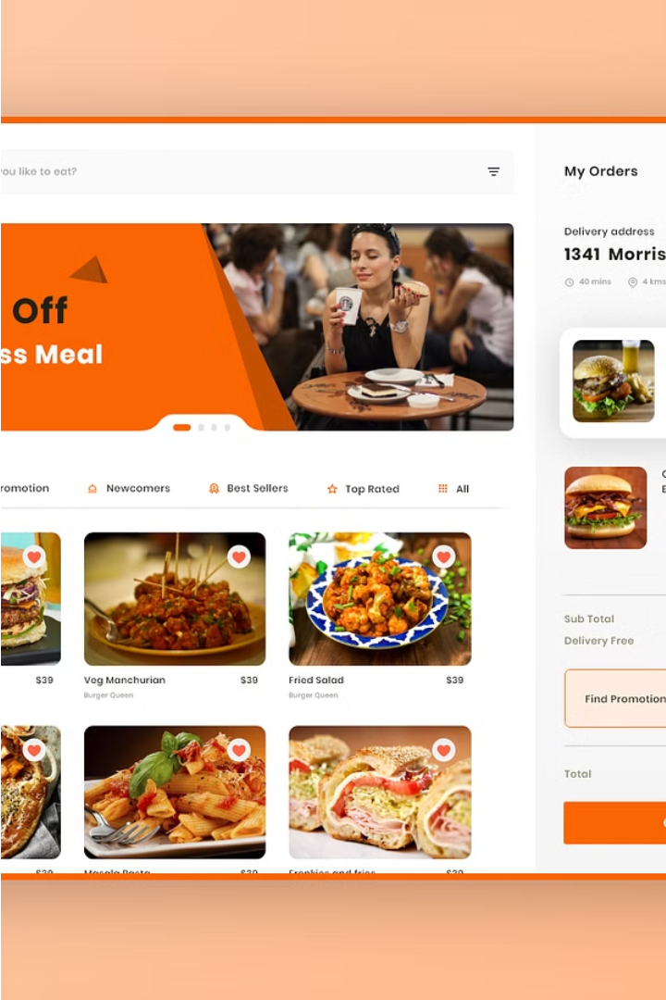 you like to eat?
My Orders
Delivery address
1341 Morris
40 mins
4 kms
Off
ss Meal
romotion
Newcomers
Best Sellers
Top Rated
All
$39
Veg Manchurian $39
Burger Queen
Fried Salad $39
Burger Queen
Sub Total
Delivery Free
Find Promotion
Total
$39
Masala Pasta $39
Frenkies and fries $39